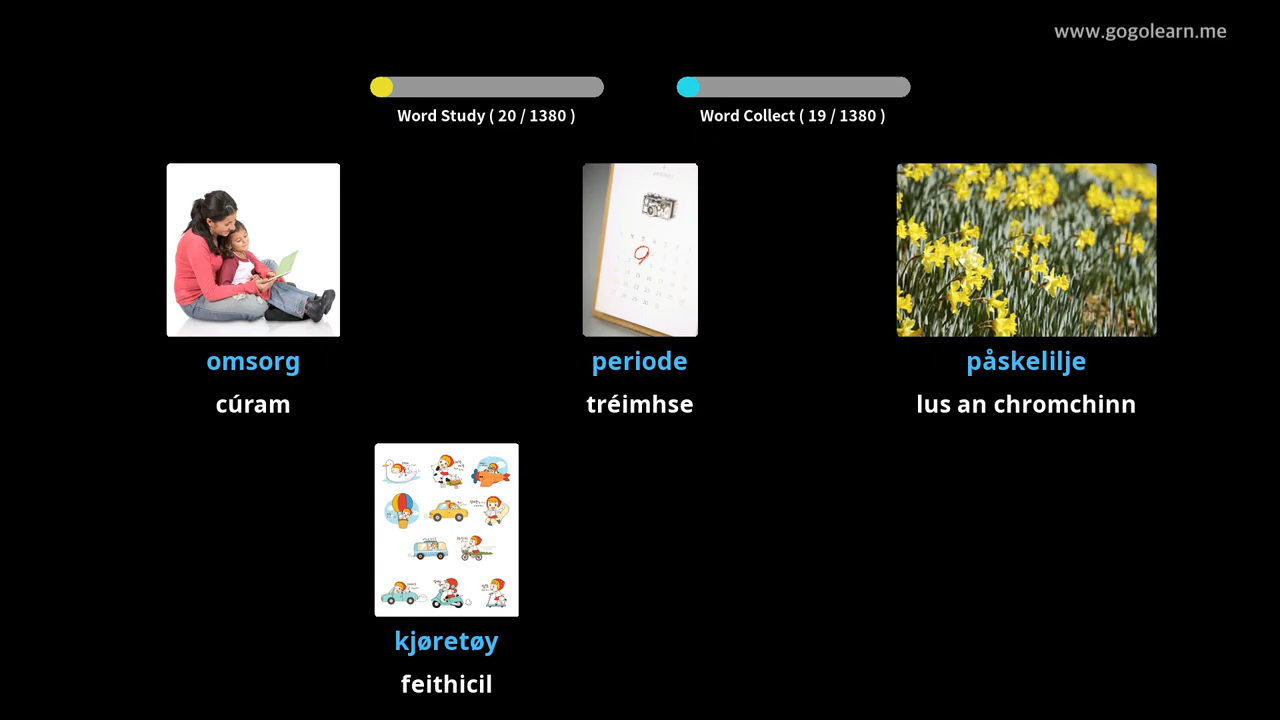 www.gogolearn.me
Word Study ( 20 / 1380 )
Word Collect ( 19 / 1380 )
omsorg
cúram
periode
tréimhse
påskelilje
lus an chromchinn
kjøretøy
feithicil